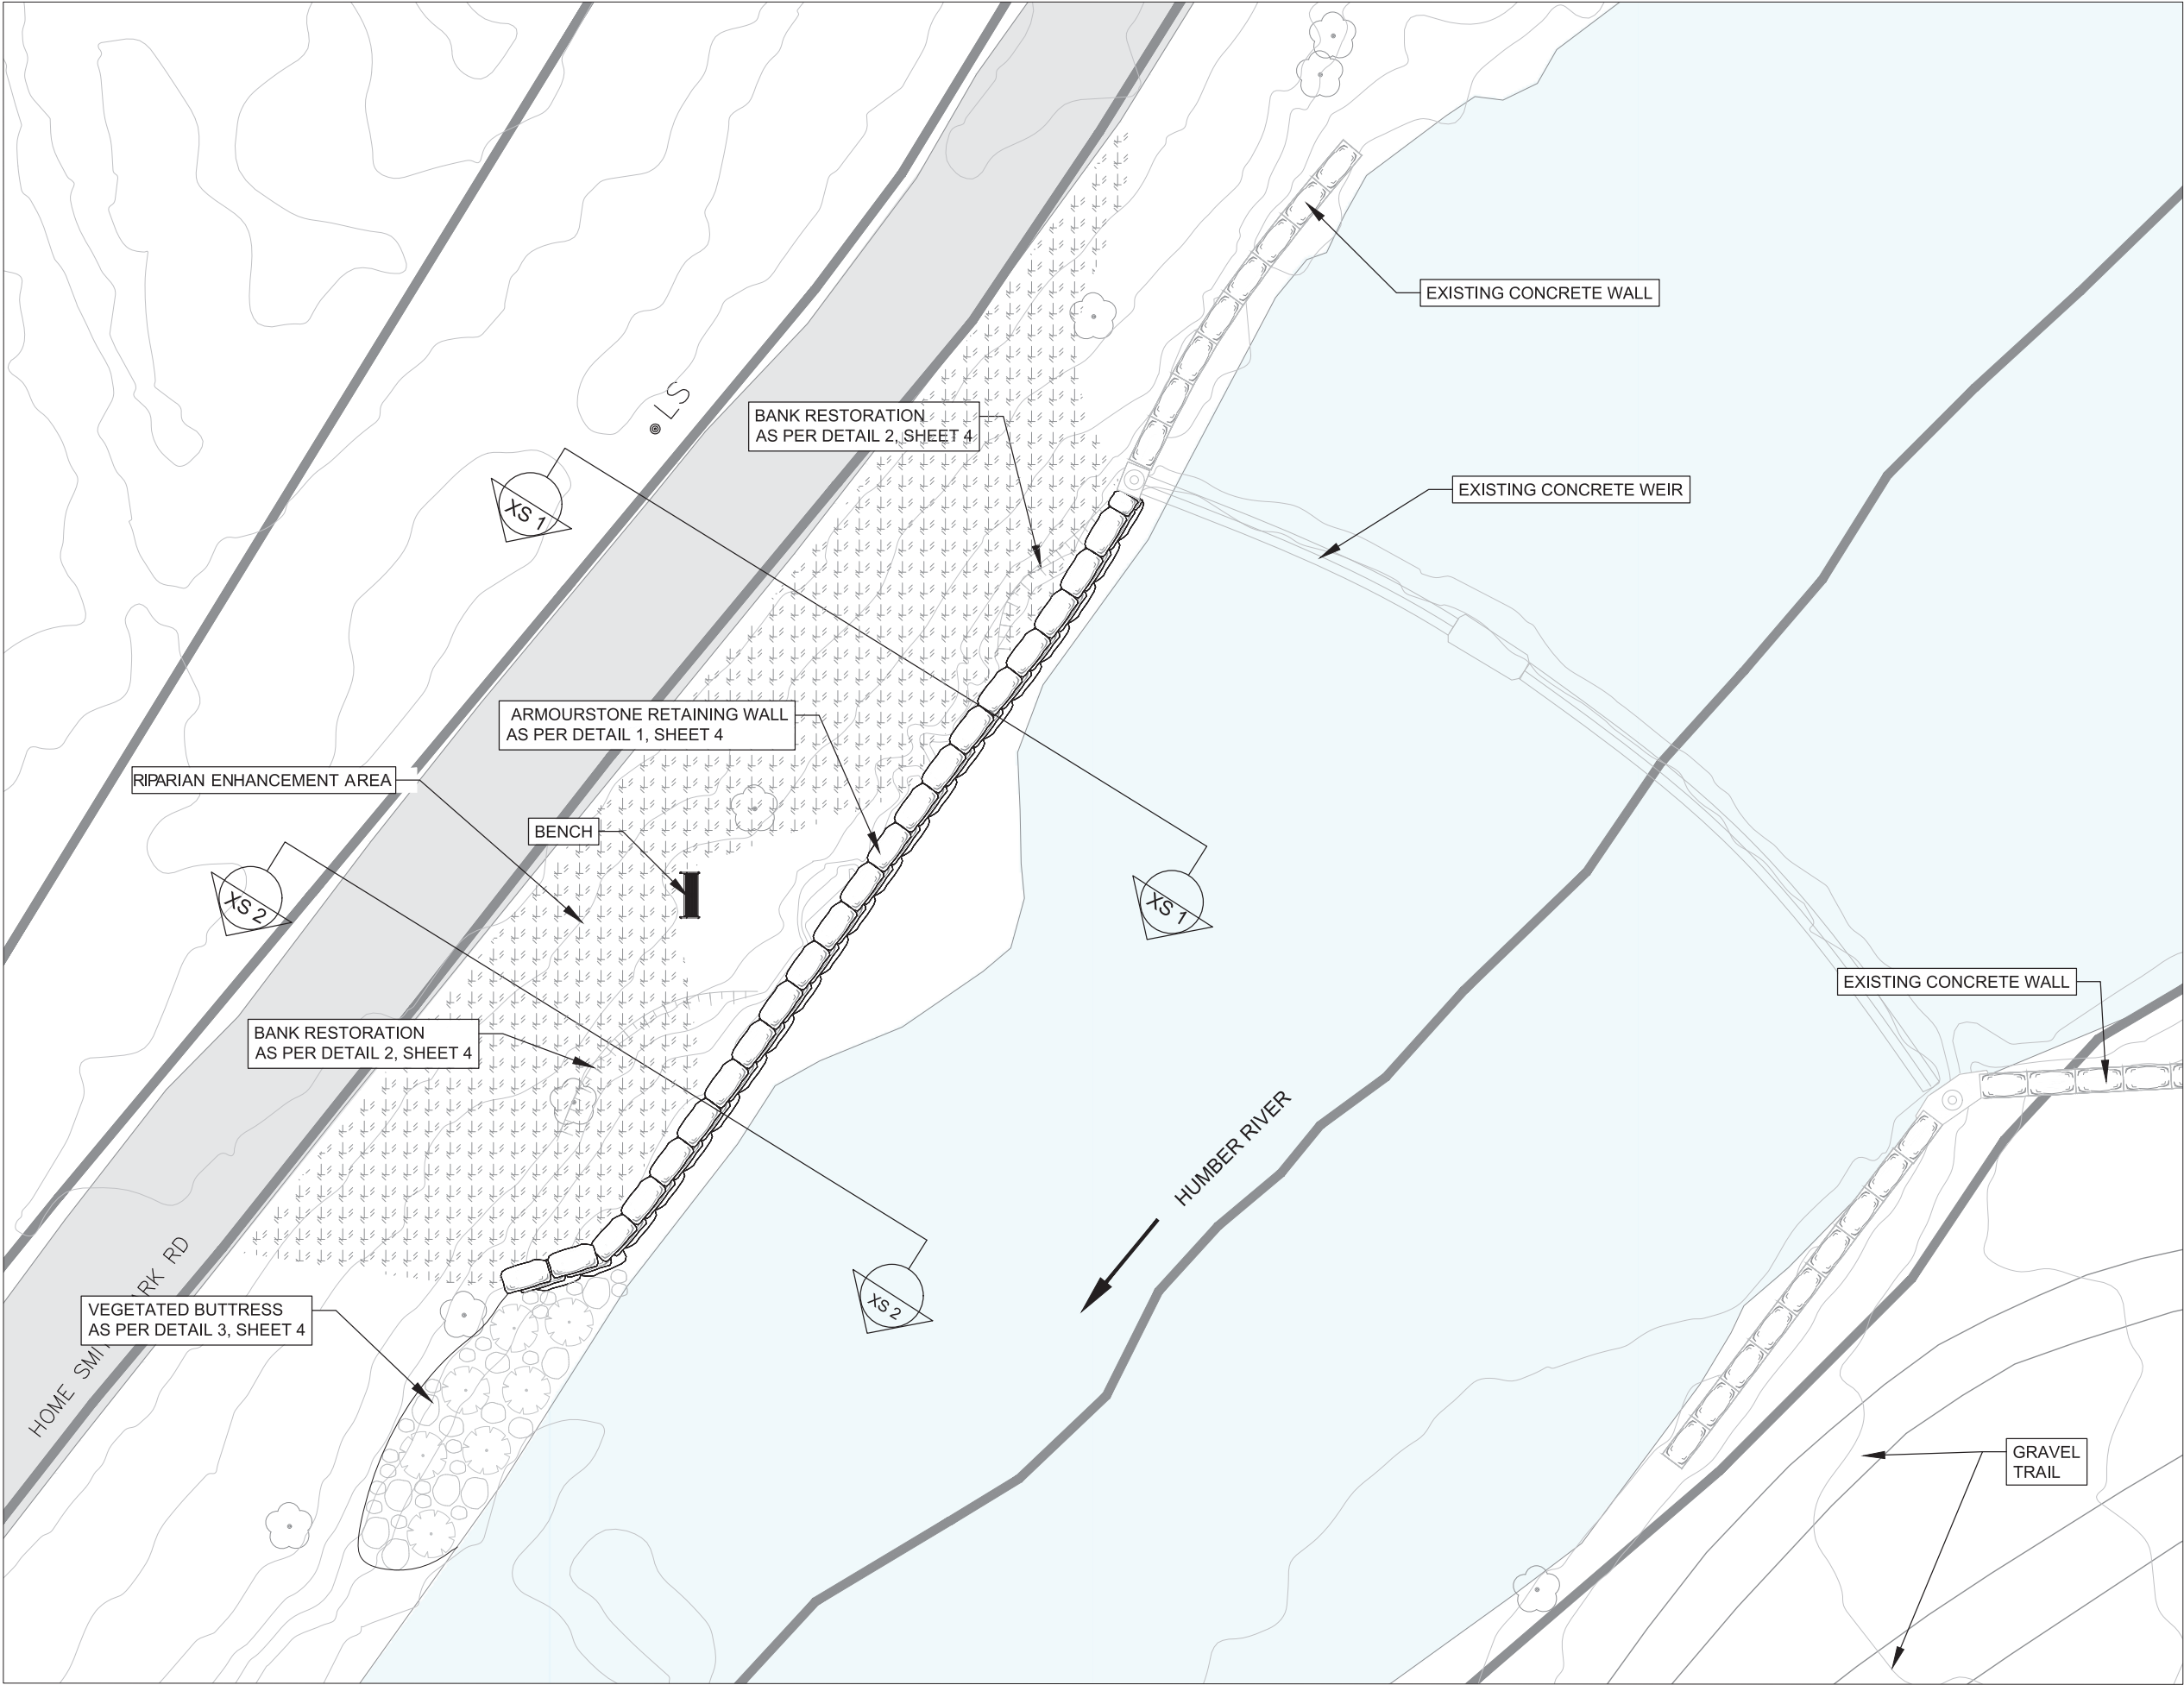 EXISTING CONCRETE WALL
LS
BANK RESTORATION
AS PER DETAIL 2, SHEET 4
EXISTING CONCRETE WEIR
XS 1
ARMOURSTONE RETAINING WALL
AS PER DETAIL 1, SHEET 4
RIPARIAN ENHANCEMENT AREA
BENCH
XS 2
XS 1
EXISTING CONCRETE WALL
BANK RESTORATION
AS PER DETAIL 2, SHEET 4
HUMBER RIVER
XS 2
VEGETATED BUTTRESS
AS PER DETAIL 3, SHEET 4
HOME SMI ARK RD
GRAVEL
TRAIL